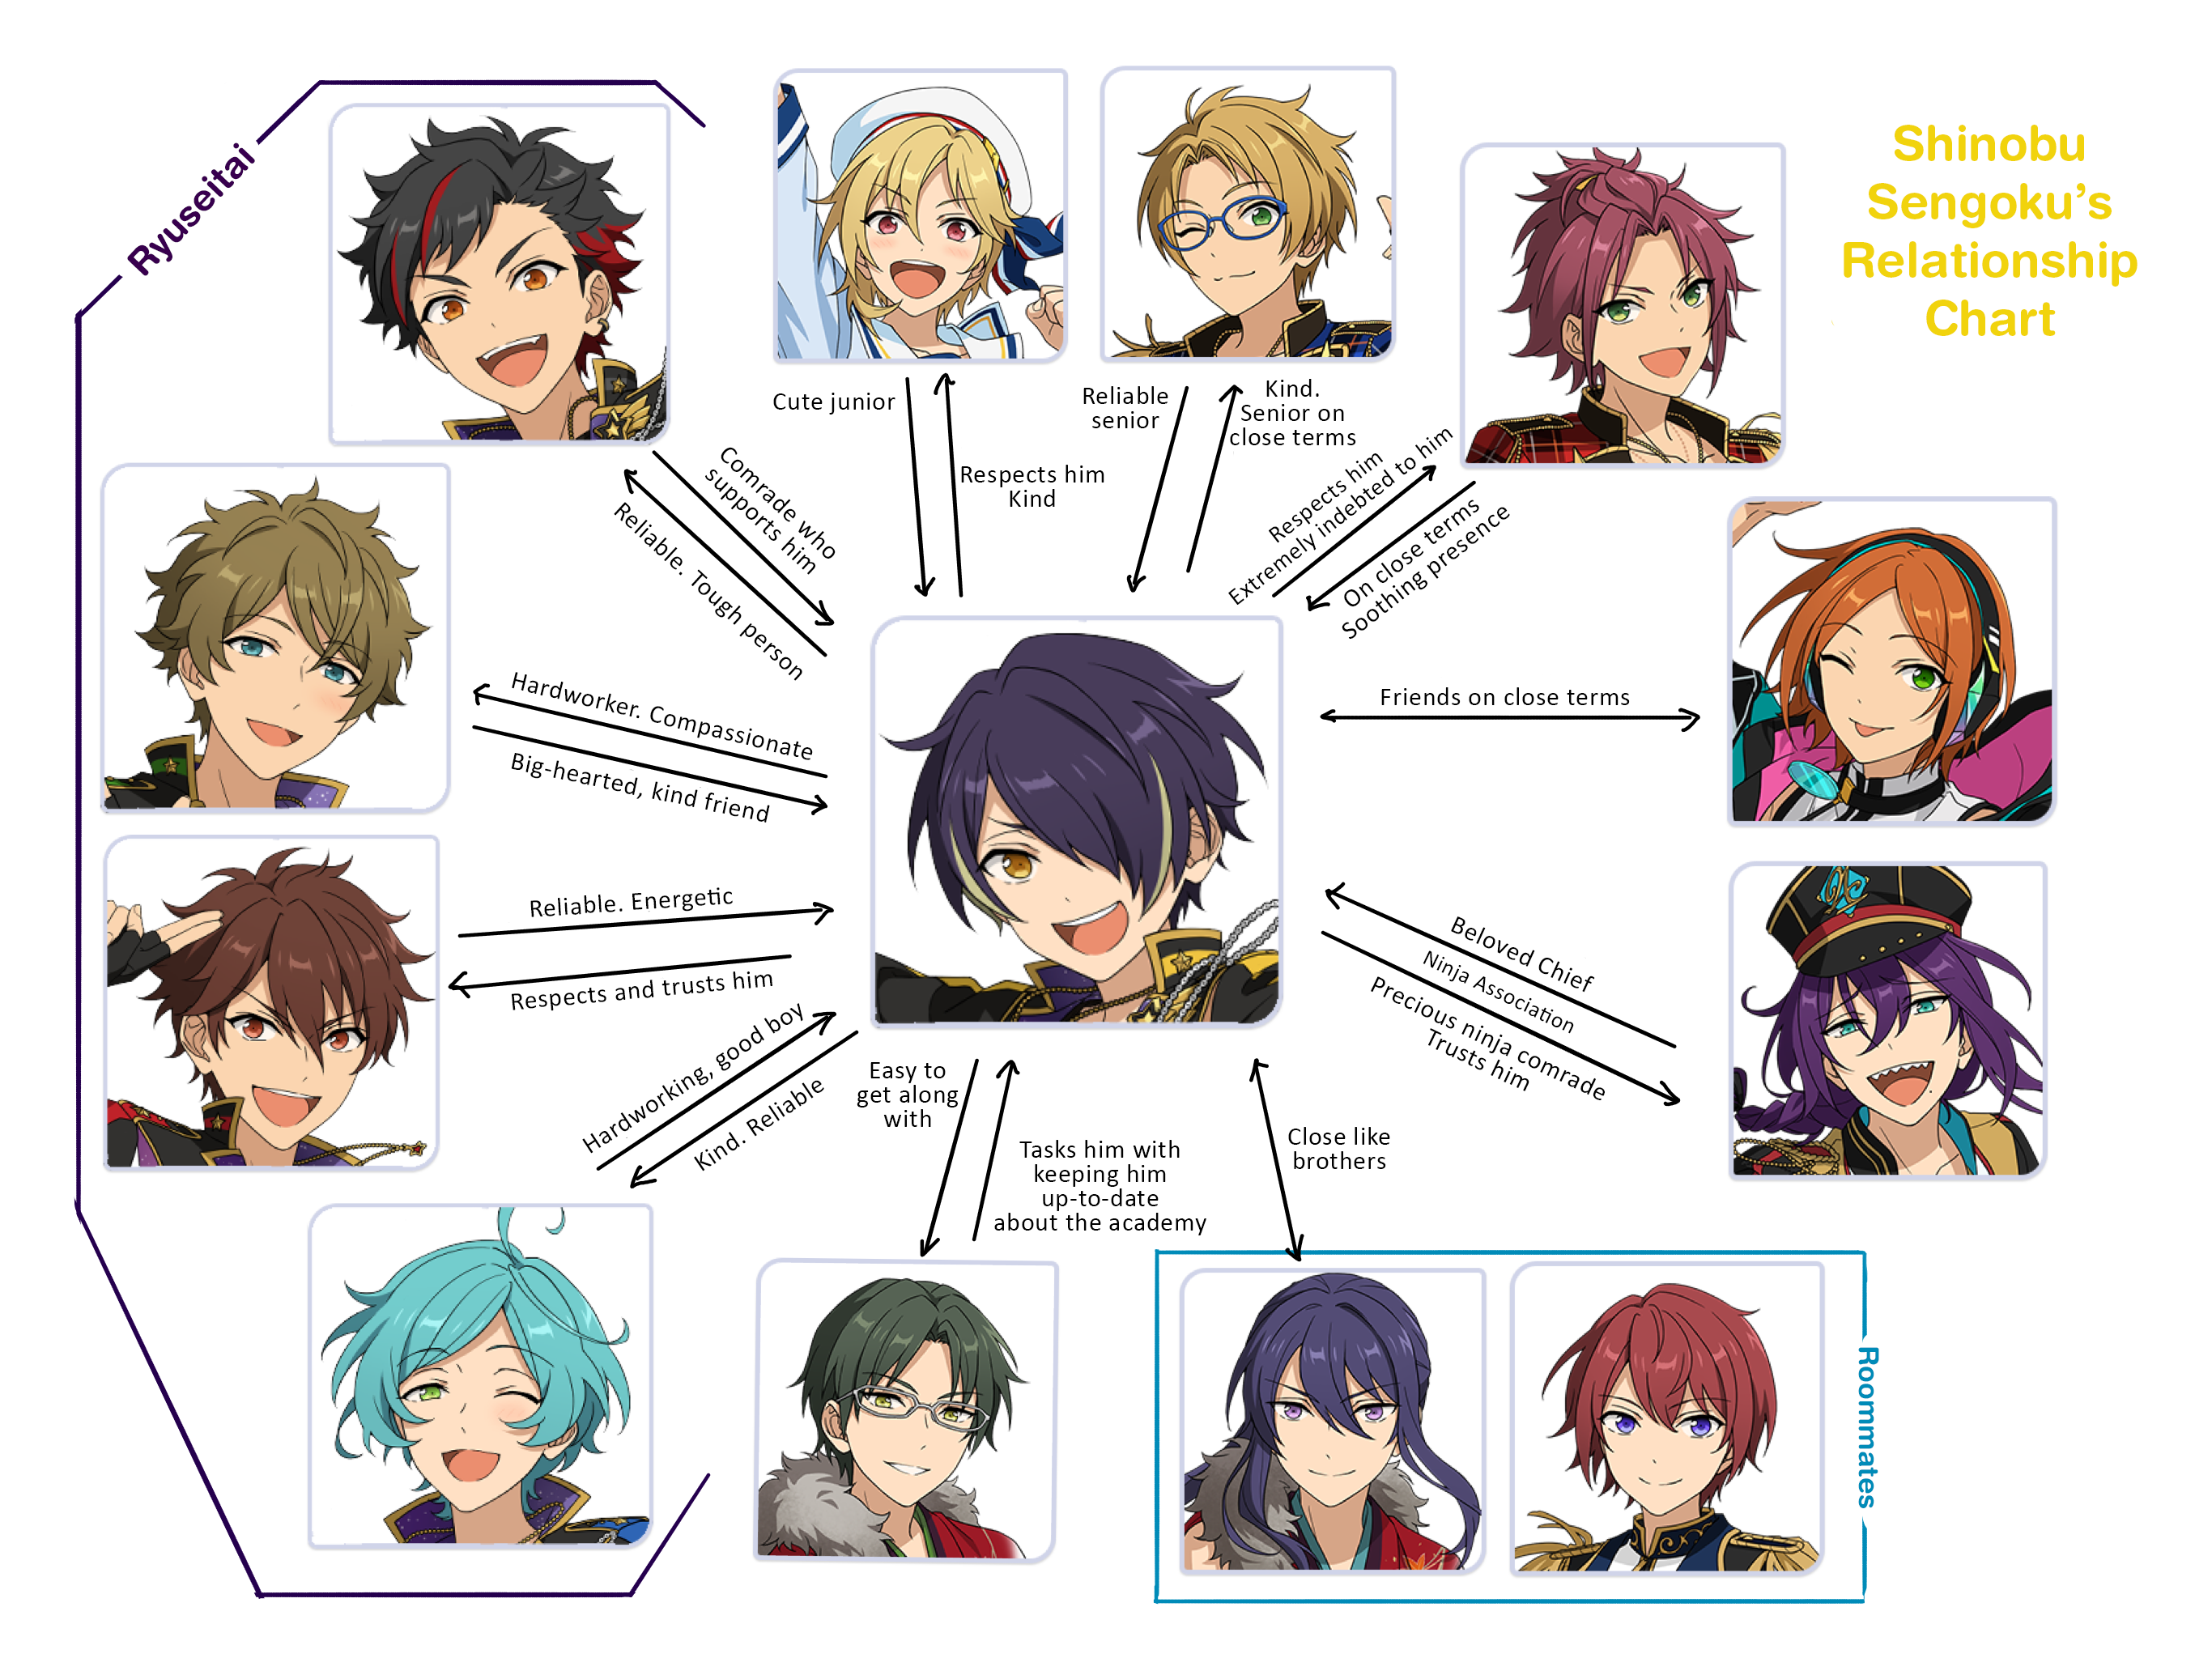 Shinobu
Sengoku's
Relationship
Chart
Ryuseitai
Cute junior
Respects him
Kind
Reliable
senior
Kind.
Senior on
close terms
Respects him
Extremely indebted to him
On close terms
Soothing presence
Comrade who
supports him
Reliable. Tough person
Friends on close terms
Hardworker. Compassionate
Big-hearted, kind friend
Reliable. Energetic
Respects and trusts him
Beloved Chief
Ninja Association
Precious ninja comrade
Trusts him
Hardworking, good boy
Kind. Reliable
Easy to
get along
with
Tasks him with
keeping him
up-to-date
about the academy
Close like
brothers
Roommates